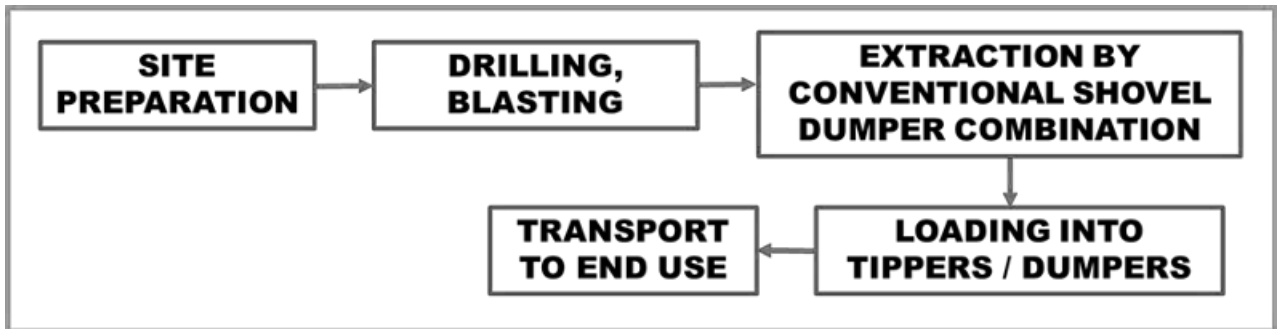 SITE
PREPARATION
DRILLING,
BLASTING
EXTRACTION BY
CONVENTIONAL SHOVEL
DUMPER COMBINATION
LOADING INTO
TIPPERS / DUMPERS
TRANSPORT
TO END USE